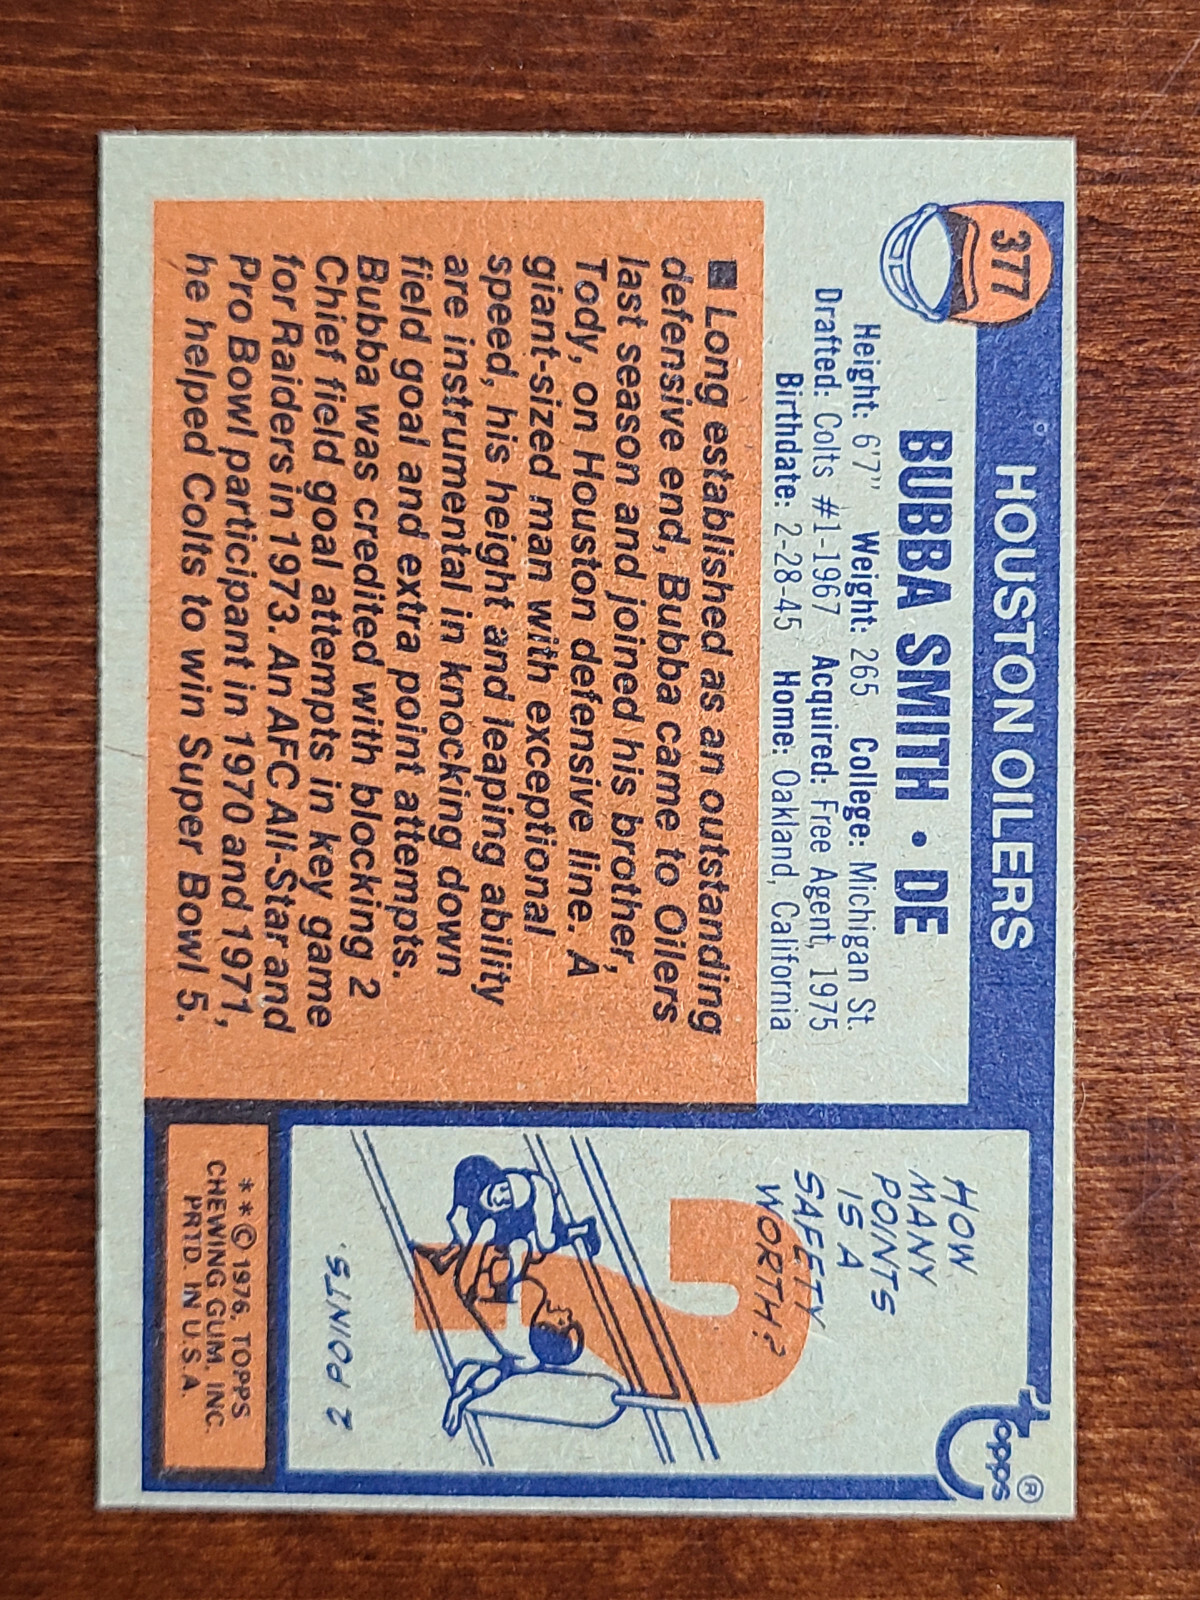 377
HOUSTON OILERS
BUBBA SMITH • DE
Height: 6'7" Weight: 265 College: Michigan St.
Drafted: Colts #1-1967 Acquired: Free Agent, 1975
Birthdate: 2-28-45 Home: Oakland, California
■ Long established as an outstanding
defensive end, Bubba came to Oilers
last season and joined his brother,
Tody, on Houston defensive line. A
giant-sized man with exceptional
speed, his height and leaping ability
are instrumental in knocking down
field goal and extra point attempts.
Bubba was credited with blocking 2
Chief field goal attempts in key game
for Raiders in 1973. An AFC All-Star and
Pro Bowl participant in 1970 and 1971,
he helped Colts to win Super Bowl 5.
topps®
HOW
MANY
POINTS
IS A
SAFETY
WORTH?
2 POINTS.
**© 1976, TOPPS
CHEWING GUM, INC.
PRTD. IN U.S.A.